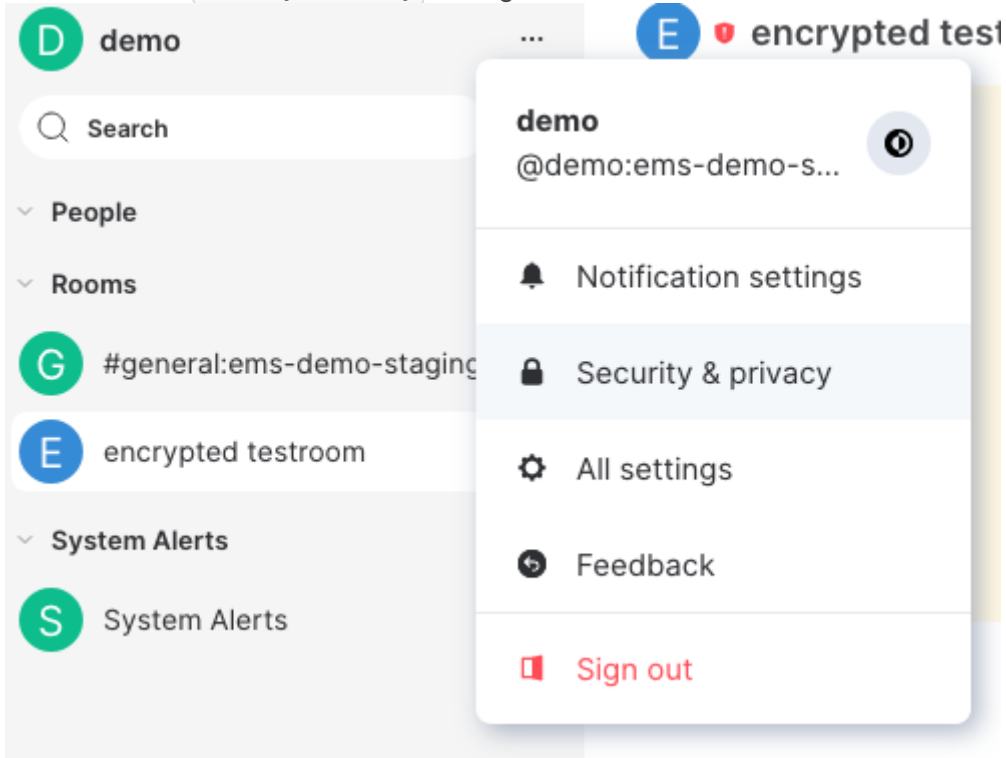 D demo ...
Search
People
Rooms
G #general:ems-demo-staging
E encrypted testroom
System Alerts
S System Alerts
E encrypted test
demo
@demo:ems-demo-s...
Notification settings
Security & privacy
All settings
Feedback
Sign out